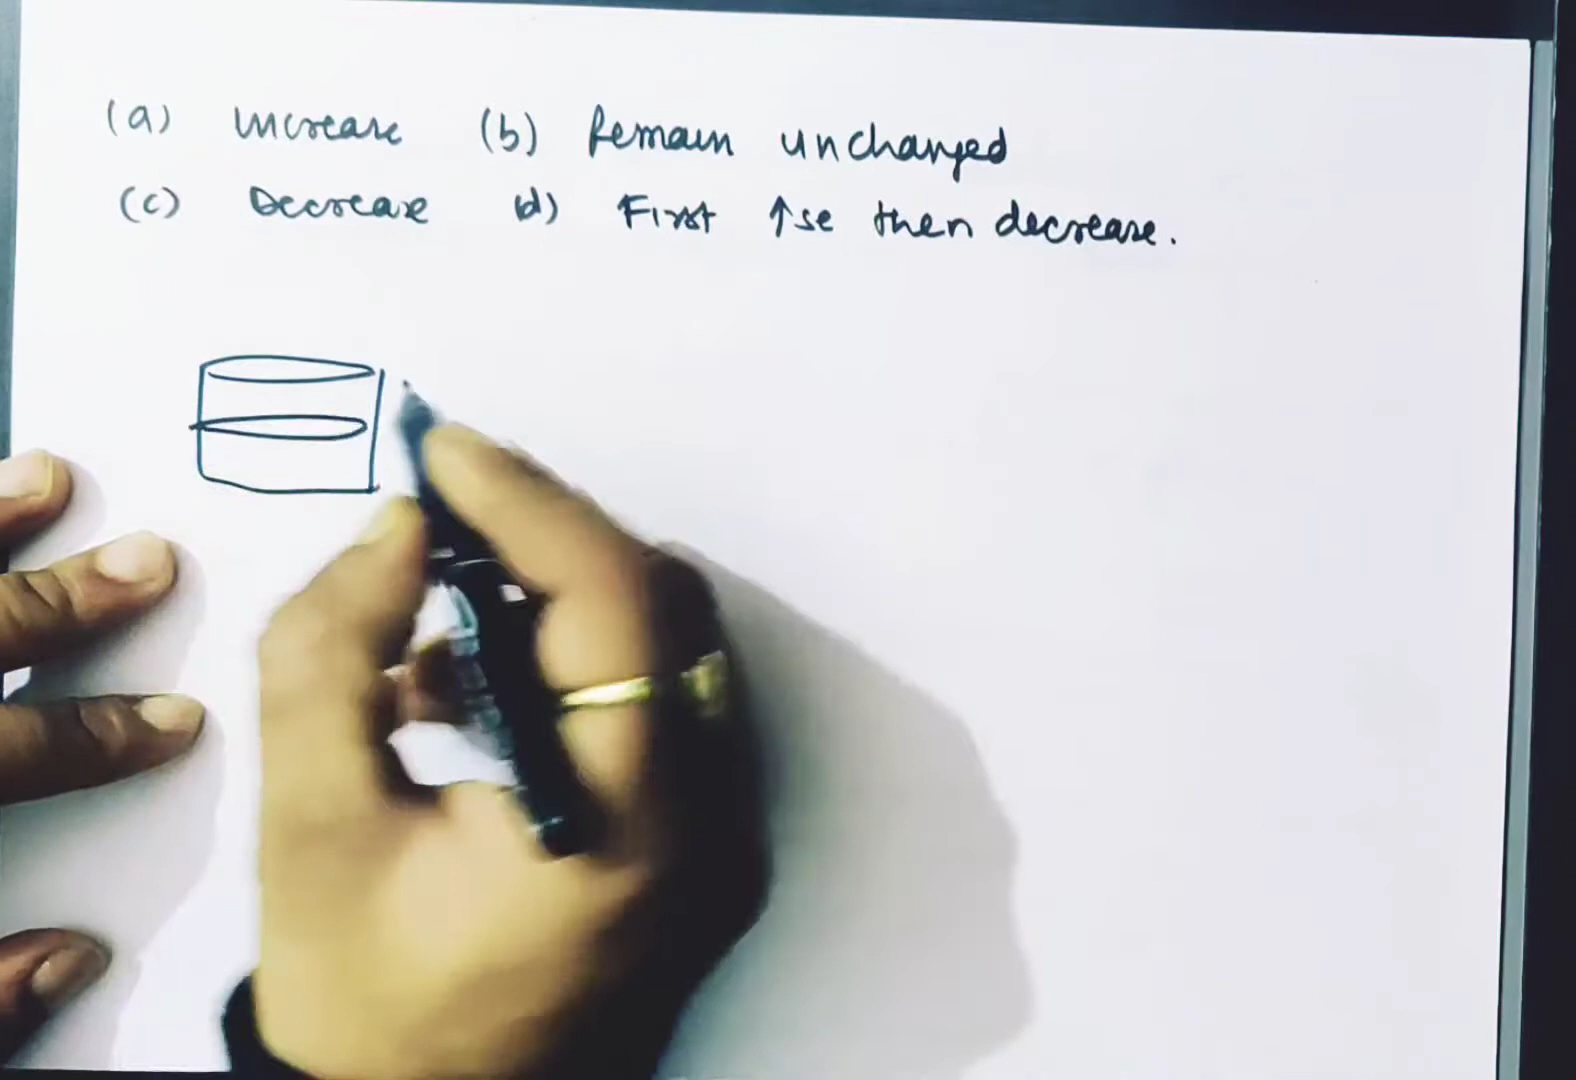 (a) Increase (b) Remain unchanged
(c) Decrease (d) First ↑se then decrease.